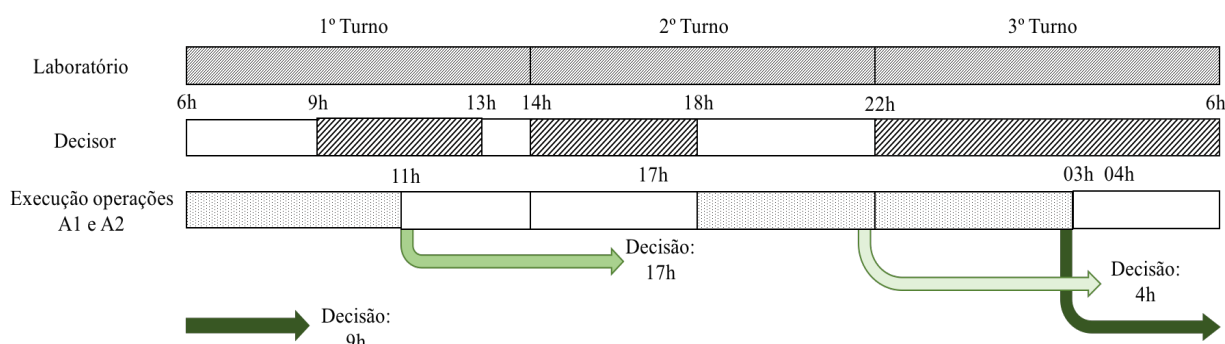 1º Turno 2º Turno 3º Turno
Laboratório
6h 9h 13h 14h 18h 22h 6h
Decisor
11h 17h 03h 04h
Execução operações
A1 e A2
Decisão:
17h
Decisão:
4h
Decisão:
9h